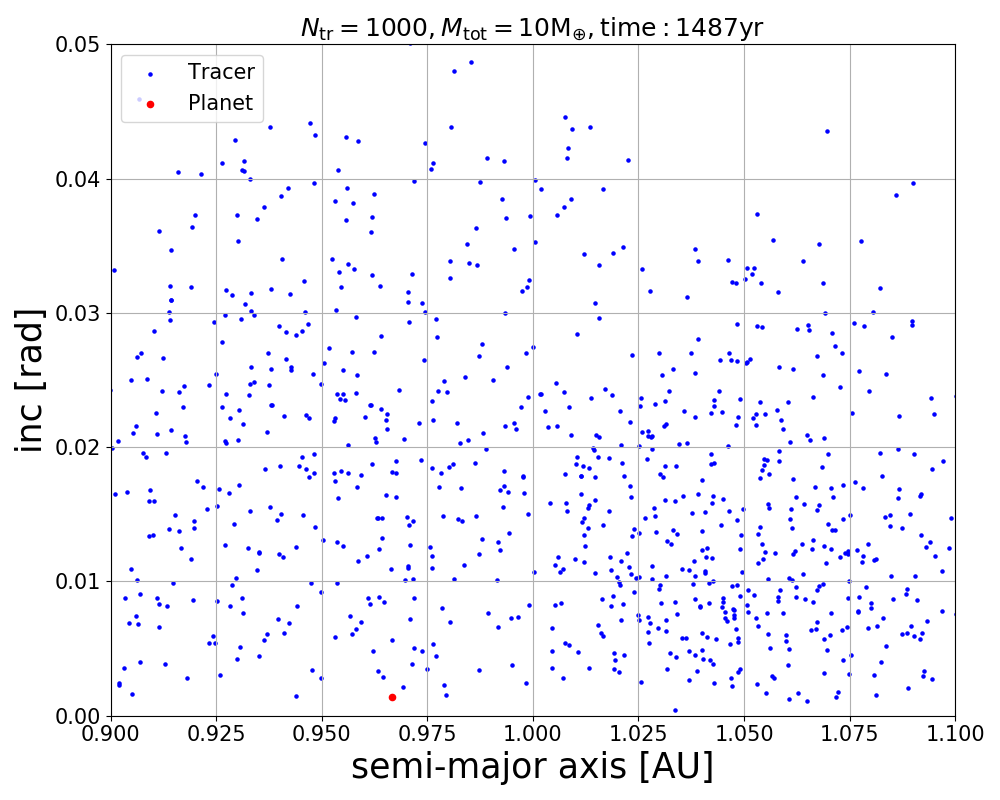 N_tr = 1000, M_tot = 10M_⊕, time : 1487yr
Tracer
Planet
0.05
0.04
0.03
0.02
0.01
0.00
inc [rad]
0.900 0.925 0.950 0.975 1.000 1.025 1.050 1.075 1.100
semi-major axis [AU]